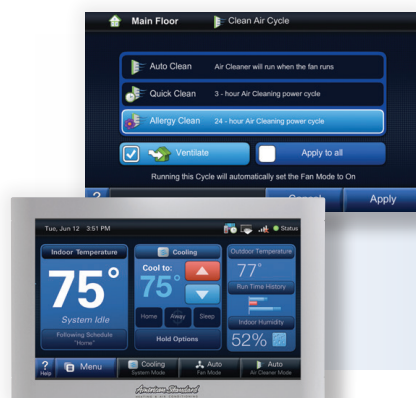 Main Floor
Clean Air Cycle
Auto Clean Air Cleaner will run when the fan runs
Quick Clean 3 - hour Air Cleaning power cycle
Allergy Clean 24 - hour Air Cleaning power cycle
Ventilate
Apply to all
Running this Cycle will automatically set the Fan Mode to On
?
Cancel
Apply
Tue, Jun 12 3:51 PM
Status
Indoor Temperature
75°
System Idle
Following Schedule
"Home"
Cooling
Cool to:
75°
Home
Away
Sleep
Hold Options
Outdoor Temperature
77°
Run Time History
Indoor Humidity
52%
?
Help
Menu
Cooling
System Mode
Auto
Fan Mode
Auto
Air Cleaner Mode
American Standard
HEATING & AIR CONDITIONING